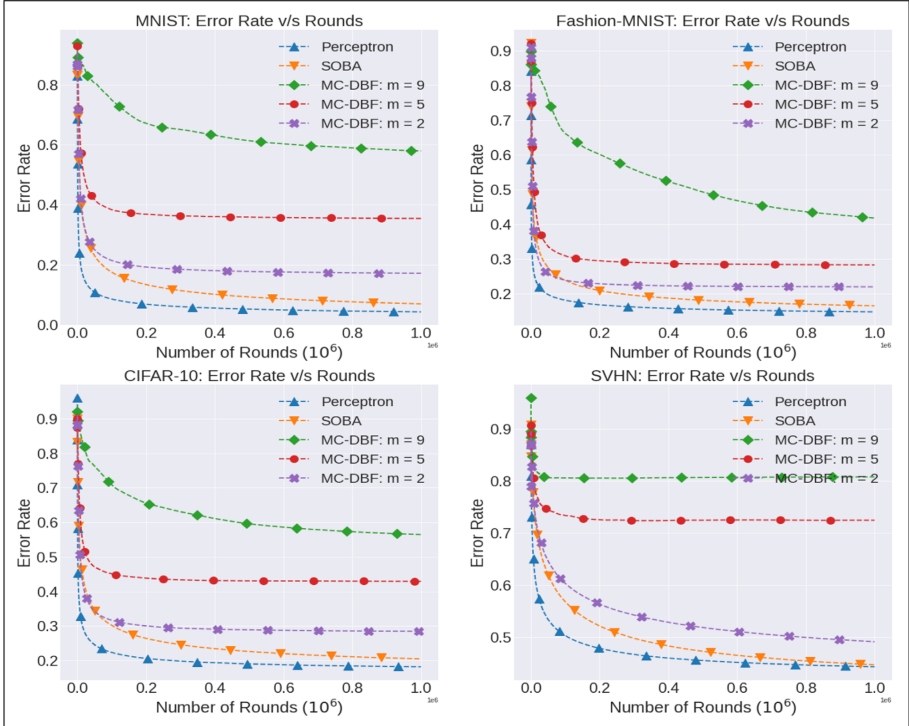 MNIST: Error Rate v/s Rounds
Error Rate
0.0
0.2
0.4
0.6
0.8
Perceptron
SOBA
MC-DBF: m = 9
MC-DBF: m = 5
MC-DBF: m = 2
0.0 0.2 0.4 0.6 0.8 1.0
1e6
Number of Rounds (10⁶)
Fashion-MNIST: Error Rate v/s Rounds
Error Rate
0.9
0.8
0.7
0.6
0.5
0.4
0.3
0.2
Perceptron
SOBA
MC-DBF: m = 9
MC-DBF: m = 5
MC-DBF: m = 2
0.0 0.2 0.4 0.6 0.8 1.0
1e6
Number of Rounds (10⁶)
CIFAR-10: Error Rate v/s Rounds
Error Rate
0.9
0.8
0.7
0.6
0.5
0.4
0.3
0.2
Perceptron
SOBA
MC-DBF: m = 9
MC-DBF: m = 5
MC-DBF: m = 2
0.0 0.2 0.4 0.6 0.8 1.0
1e6
Number of Rounds (10⁶)
SVHN: Error Rate v/s Rounds
Error Rate
0.9
0.8
0.7
0.6
0.5
Perceptron
SOBA
MC-DBF: m = 9
MC-DBF: m = 5
MC-DBF: m = 2
0.0 0.2 0.4 0.6 0.8 1.0
1e6
Number of Rounds (10⁶)